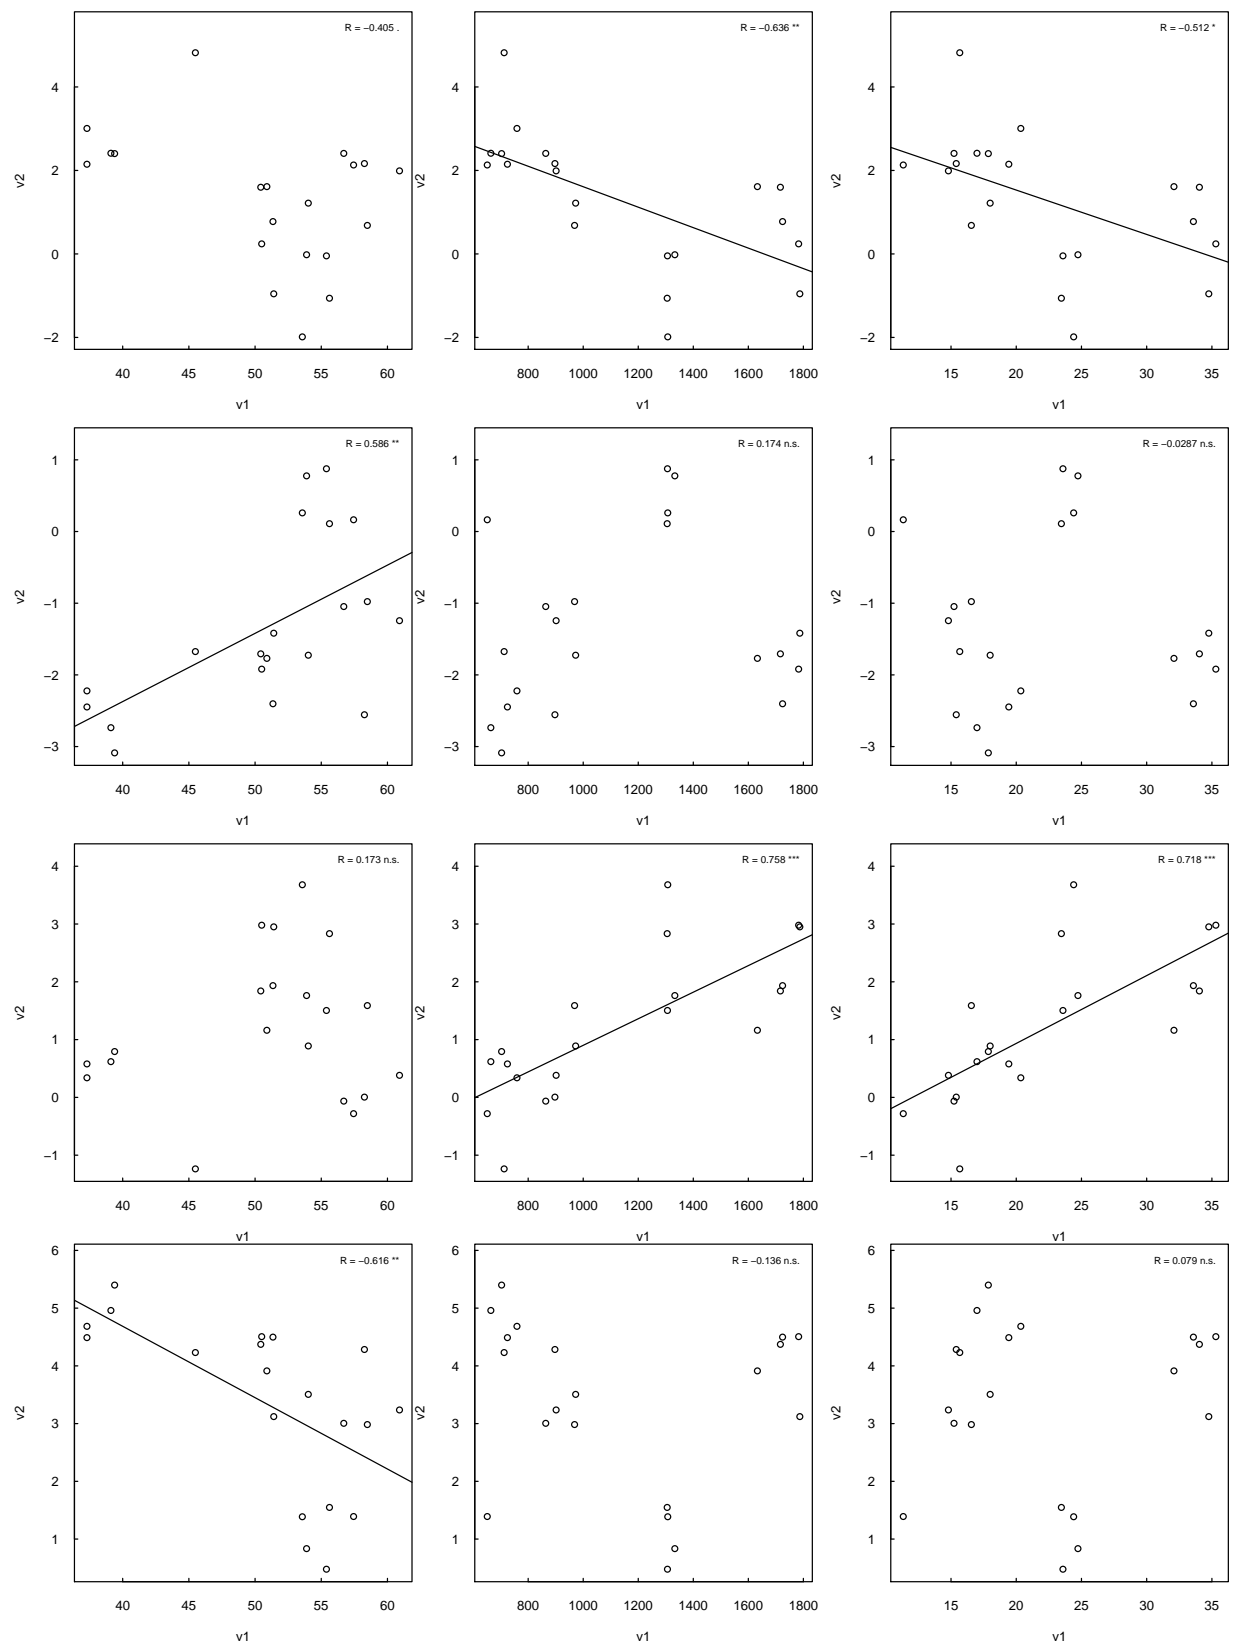 R = −0.405 .
v2
4
2
0
−2
40 45 50 55 60
v1
R = −0.636 **
v2
4
2
0
−2
800 1000 1200 1400 1600 1800
v1
R = −0.512 *
v2
4
2
0
−2
15 20 25 30 35
v1
R = 0.586 **
v2
1
0
−1
−2
−3
40 45 50 55 60
v1
R = 0.174 n.s.
v2
1
0
−1
−2
−3
800 1000 1200 1400 1600 1800
v1
R = −0.0287 n.s.
v2
1
0
−1
−2
−3
15 20 25 30 35
v1
R = 0.173 n.s.
v2
4
3
2
1
0
−1
40 45 50 55 60
v1
R = 0.758 ***
v2
4
3
2
1
0
−1
800 1000 1200 1400 1600 1800
v1
R = 0.718 ***
v2
4
3
2
1
0
−1
15 20 25 30 35
v1
R = −0.616 **
v2
6
5
4
3
2
1
40 45 50 55 60
v1
R = −0.136 n.s.
v2
6
5
4
3
2
1
800 1000 1200 1400 1600 1800
v1
R = 0.079 n.s.
v2
6
5
4
3
2
1
15 20 25 30 35
v1